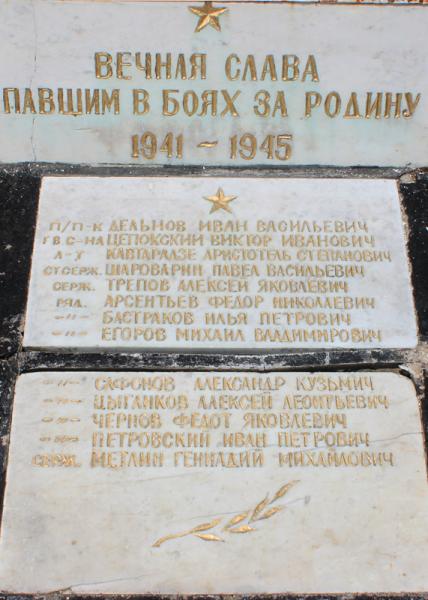 ВЕЧНАЯ СЛАВА
ПАВШИМ В БОЯХ ЗА РОДИНУ
1941 – 1945
П/П-К ДЕЛЬНОВ ИВАН ВАСИЛЬЕВИЧ
ГВ С-НА ЦЕПОКСКИЙ ВИКТОР ИВАНОВИЧ
Л-Т КАВТАРАДЗЕ АРИСТОТЕЛЬ СТЕПАНОВИЧ
СТ СЕРЖ. ШАРОВАРИН ПАВЕЛ ВАСИЛЬЕВИЧ
СЕРЖ. ТРЕПОВ АЛЕКСЕЙ ЯКОВЛЕВИЧ
РЯД. АРСЕНТЬЕВ ФЕДОР НИКОЛАЕВИЧ
–"– БАСТРАКОВ ИЛЬЯ ПЕТРОВИЧ
–"– ЕГОРОВ МИХАИЛ ВЛАДИМИРОВИЧ
–"– САФОНОВ АЛЕКСАНДР КУЗЬМИЧ
–"– ЦЫГАНКОВ АЛЕКСЕЙ ЛЕОНТЬЕВИЧ
–"– ЧЕРНОВ ФЕДОТ ЯКОВЛЕВИЧ
–"– ПЕТРОВСКИЙ ИВАН ПЕТРОВИЧ
СЕРЖ. МЕТЛИН ГЕННАДИЙ МИХАЙЛОВИЧ